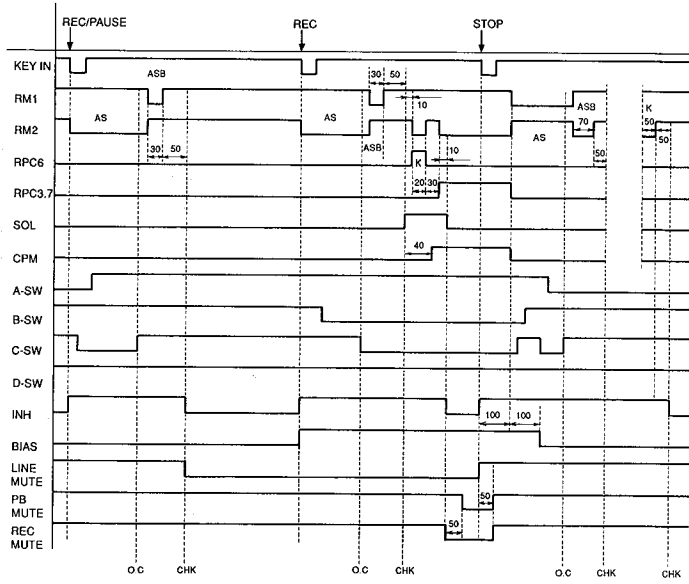 REC/PAUSE REC STOP
KEY IN
ASB 30 50
RM1
10 ASB K
AS AS 70 50
RM2
AS
30 50 ASB 10 50 50
RPC6
K
20 30
RPC3.7
SOL
40
CPM
A-SW
B-SW
C-SW
D-SW
INH
100 100
BIAS
LINE
MUTE
PB
MUTE 50
REC
MUTE 50
O.C CHK O.C CHK O.C CHK CHK